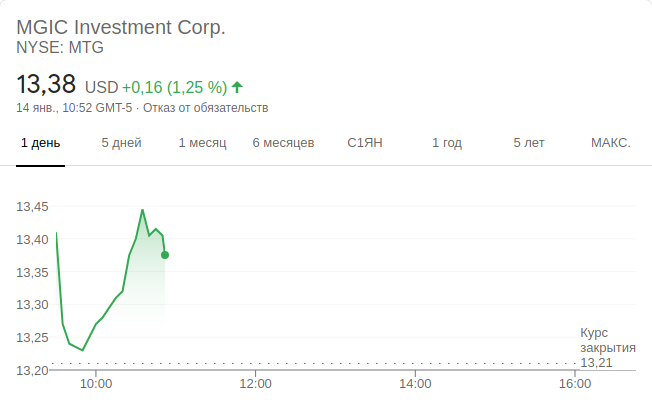 MGIC Investment Corp.
NYSE: MTG
13,38 USD +0,16 (1,25 %)
14 янв., 10:52 GMT-5 · Отказ от обязательств
1 день 5 дней 1 месяц 6 месяцев С1ЯН 1 год 5 лет МАКС.
13,45
13,40
13,35
13,30
13,25
13,20
Курс
закрытия
13,21
10:00 12:00 14:00 16:00